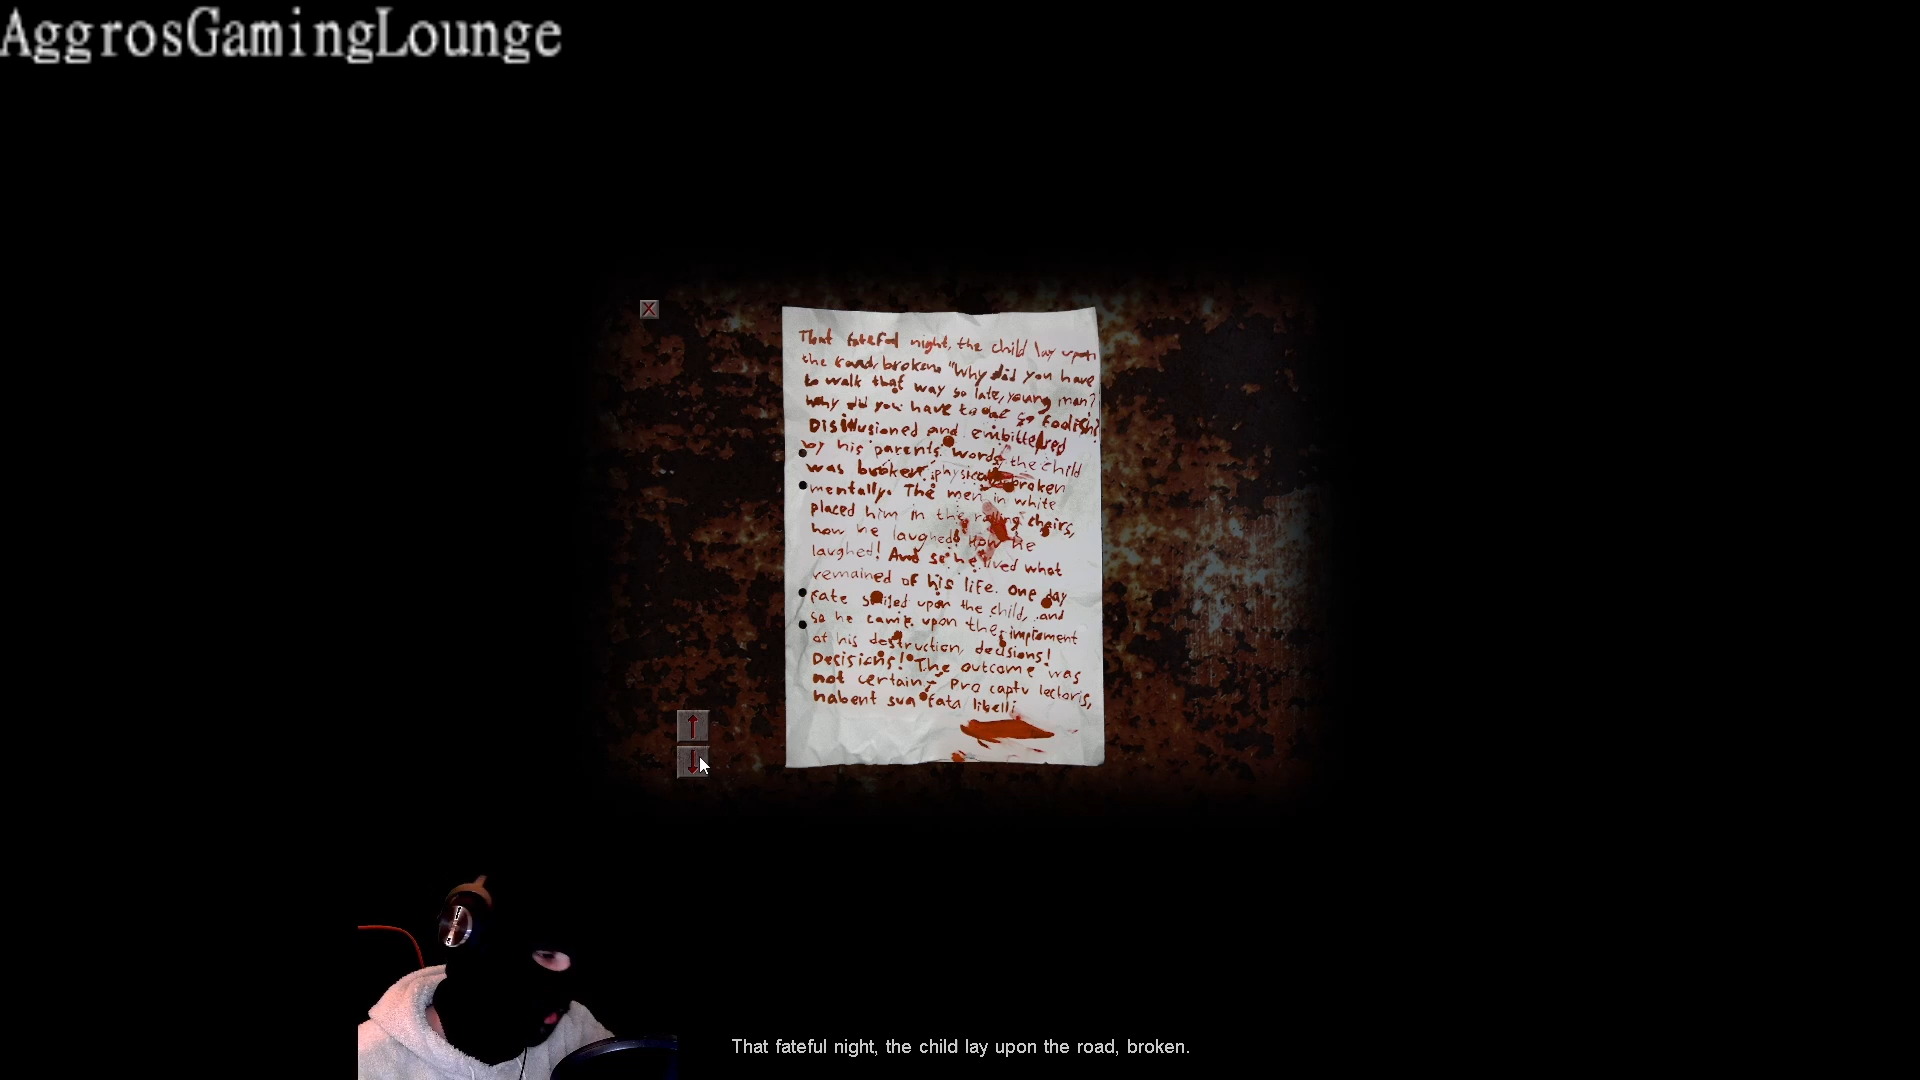 AggrosGamingLounge
That fateful night, the child lay upon
the road, broken. "Why did you have
to walk that way so late, young man?
Why did you have to be so foolish?
Disillusioned and embittered
by his parents words, the child
was broken physically broken
mentally. The men in white
placed him in the rolling chairs,
how he laughed! How he
laughed! And so he lived what
remained of his life. One day
fate smiled upon the child, and
so he came upon the implement
of his destruction, decisions!
Decisions! The outcome was
not certain - Pro captu lectoris,
habent sua fata libelli
That fateful night, the child lay upon the road, broken.